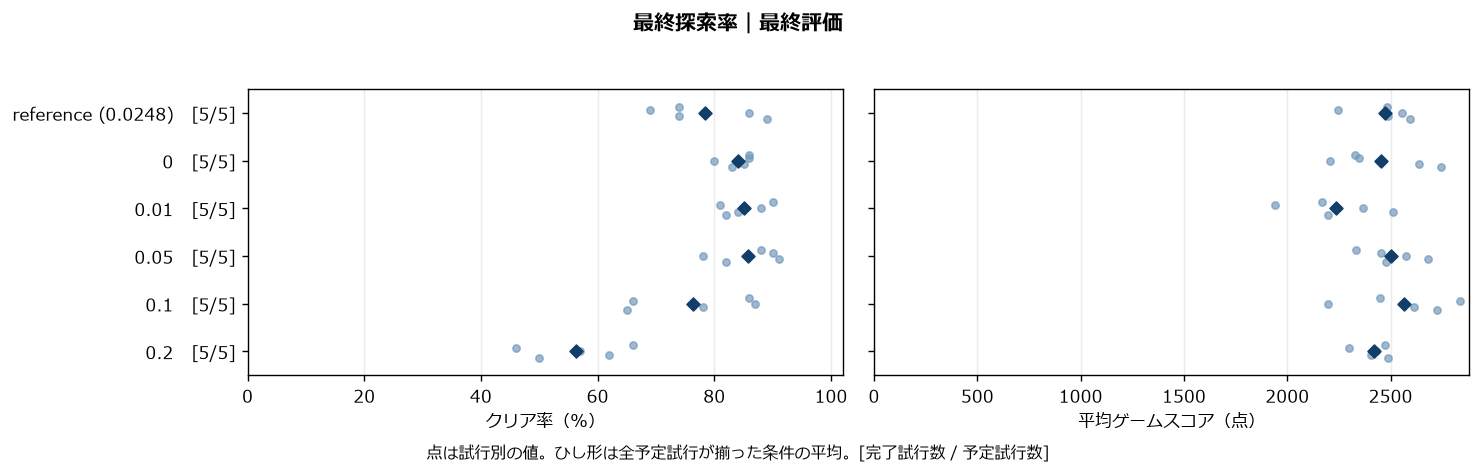 最終探索率｜最終評価
reference (0.0248) [5/5]
0 [5/5]
0.01 [5/5]
0.05 [5/5]
0.1 [5/5]
0.2 [5/5]
0 20 40 60 80 100
クリア率（%）
0 500 1000 1500 2000 2500
平均ゲームスコア（点）
点は試行別の値。ひし形は全予定試行が揃った条件の平均。[完了試行数 / 予定試行数]